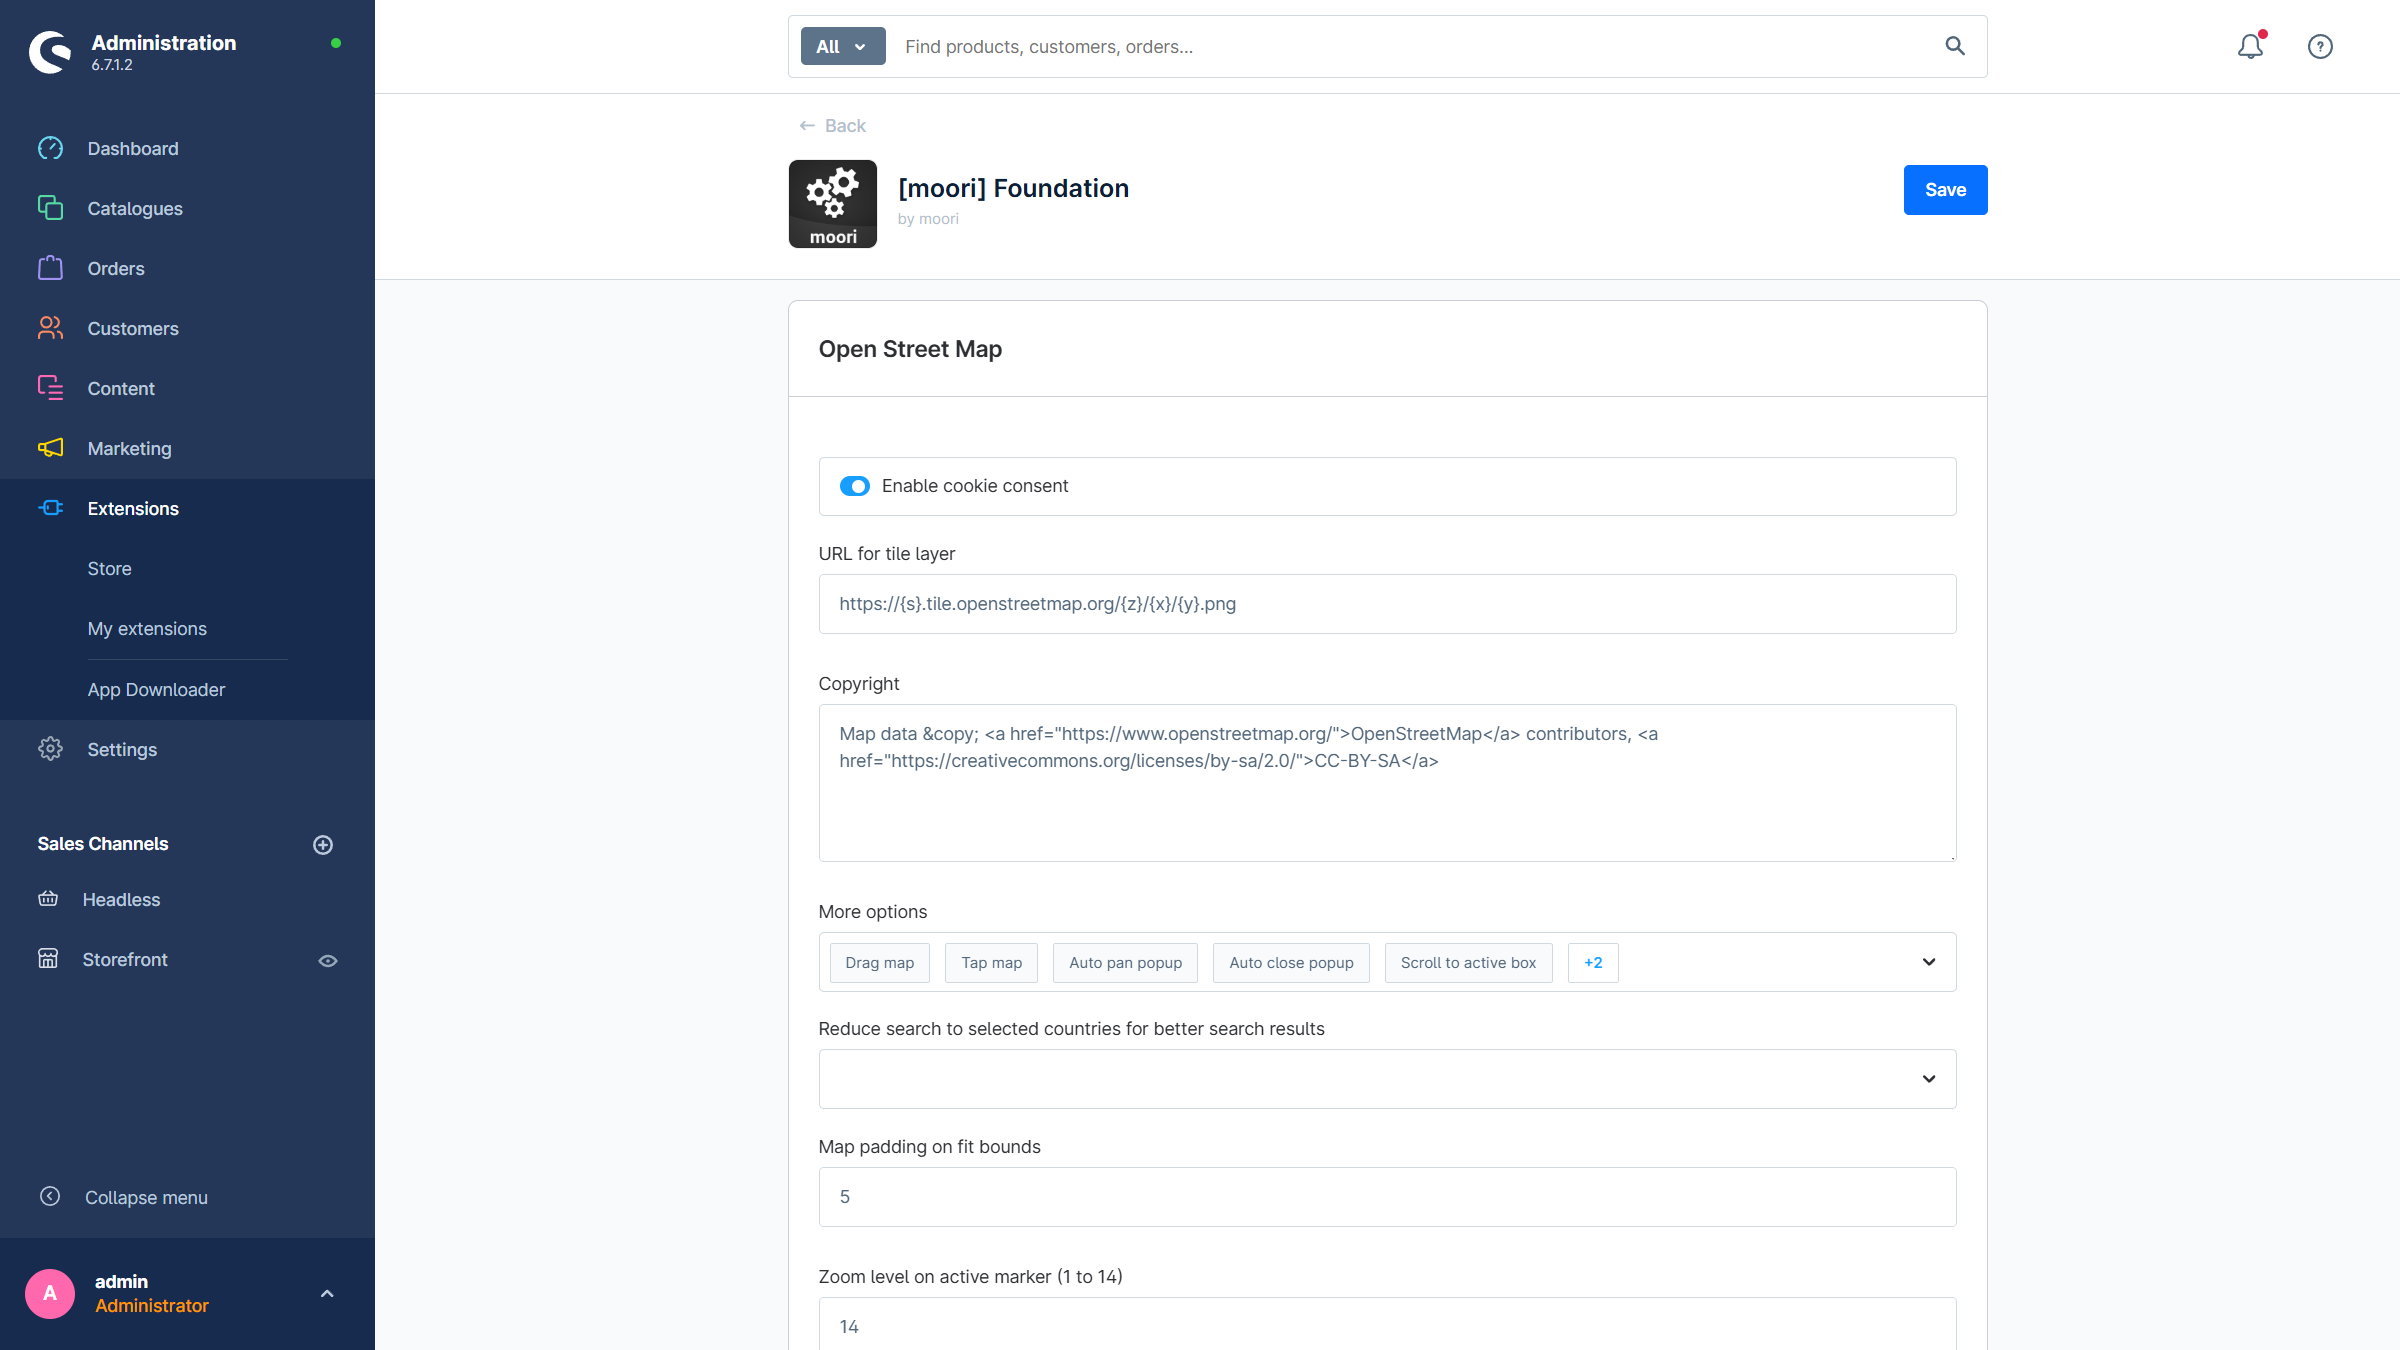 Administration
6.7.1.2
Dashboard
Catalogues
Orders
Customers
Content
Marketing
Extensions
Store
My extensions
App Downloader
Settings
Sales Channels
Headless
Storefront
Collapse menu
A
admin
Administrator
All
Find products, customers, orders...
Back
moori
[moori] Foundation
by moori
Save
Open Street Map
Enable cookie consent
URL for tile layer
https://{s}.tile.openstreetmap.org/{z}/{x}/{y}.png
Copyright
Map data &copy; <a href="https://www.openstreetmap.org/">OpenStreetMap</a> contributors, <a
href="https://creativecommons.org/licenses/by-sa/2.0/">CC-BY-SA</a>
More options
Drag map Tap map Auto pan popup Auto close popup Scroll to active box +2
Reduce search to selected countries for better search results
Map padding on fit bounds
5
Zoom level on active marker (1 to 14)
14